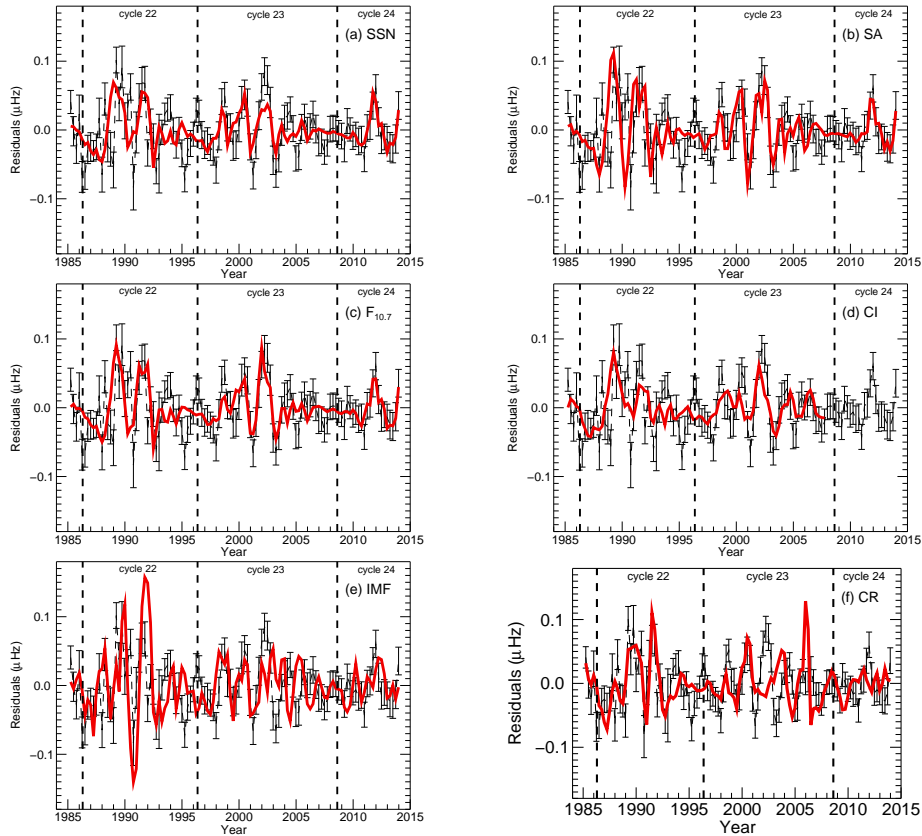 cycle 22 cycle 23 cycle 24
(a) SSN
0.1
0.0
−0.1
Residuals (μHz)
1985 1990 1995 2000 2005 2010 2015
Year
cycle 22 cycle 23 cycle 24
(b) SA
0.1
0.0
−0.1
Residuals (μHz)
1985 1990 1995 2000 2005 2010 2015
Year
cycle 22 cycle 23 cycle 24
(c) F10.7
0.1
0.0
−0.1
Residuals (μHz)
1985 1990 1995 2000 2005 2010 2015
Year
cycle 22 cycle 23 cycle 24
(d) CI
0.1
0.0
−0.1
Residuals (μHz)
1985 1990 1995 2000 2005 2010 2015
Year
cycle 22 cycle 23 cycle 24
(e) IMF
0.1
0.0
−0.1
Residuals (μHz)
1985 1990 1995 2000 2005 2010 2015
Year
cycle 22 cycle 23 cycle 24
(f) CR
0.1
0.0
−0.1
Residuals (μHz)
1985 1990 1995 2000 2005 2010 2015
Year